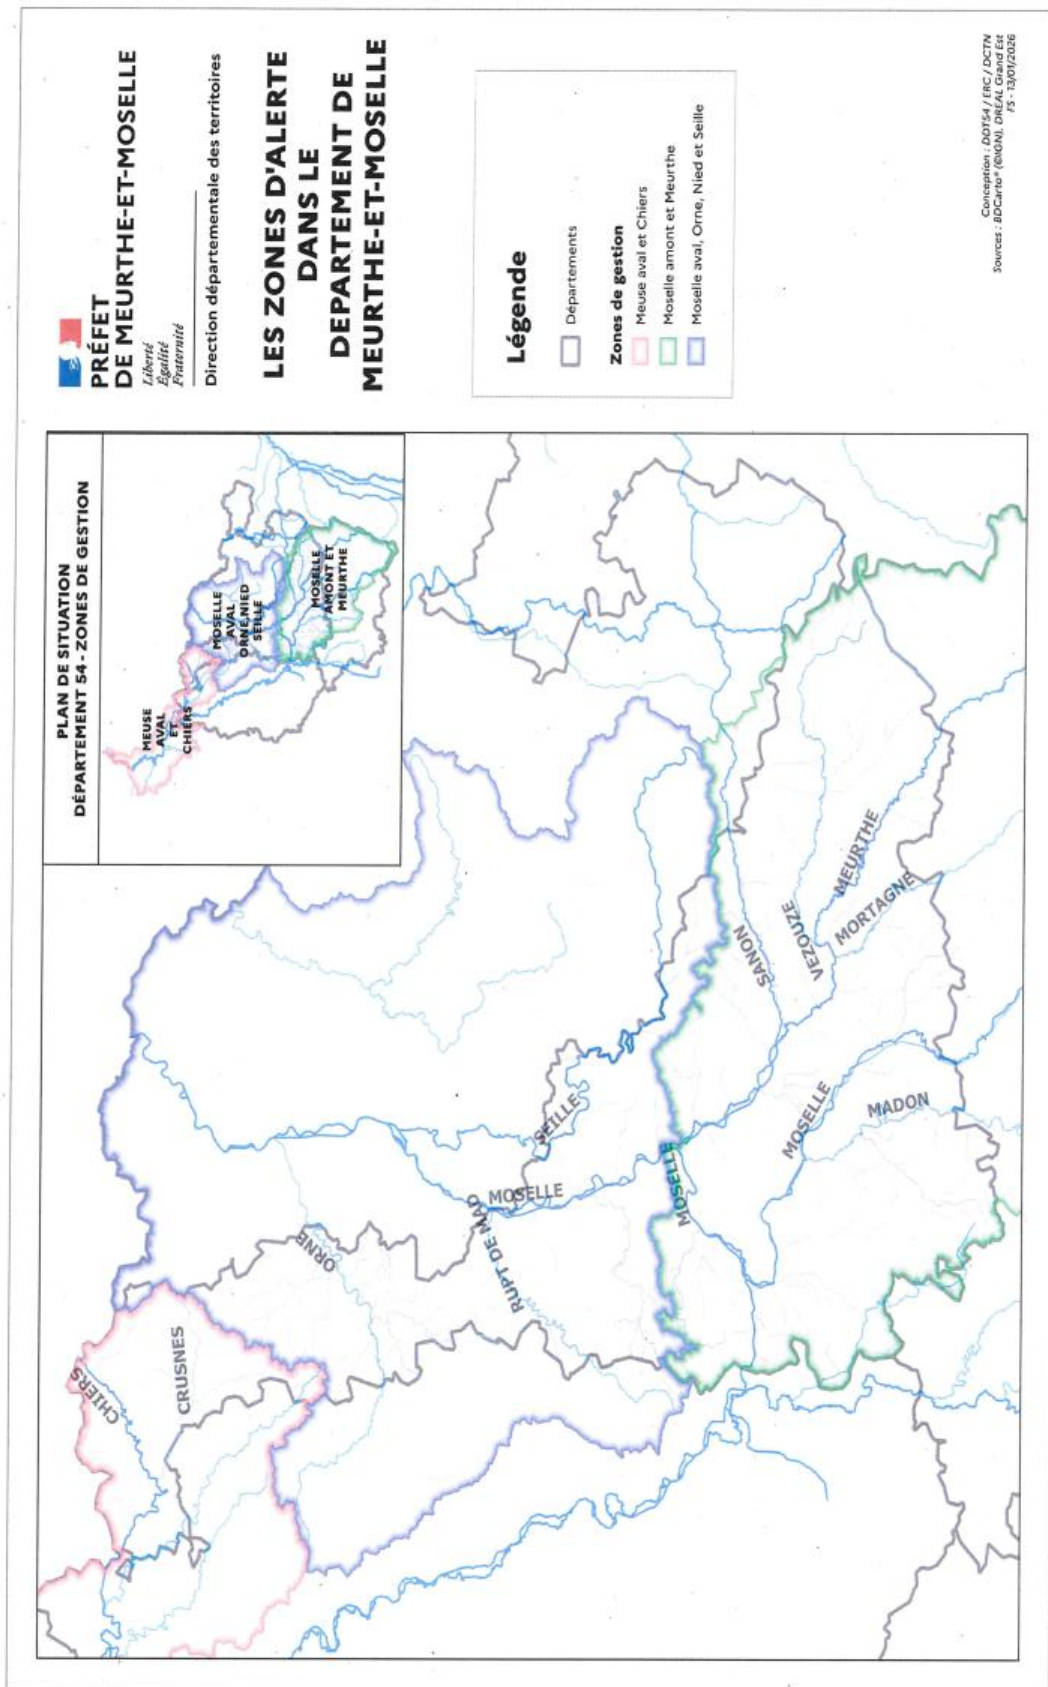 PRÉFET
DE MEURTHE-ET-MOSELLE
Liberté
Égalité
Fraternité
Direction départementale des territoires
LES ZONES D'ALERTE
DANS LE
DEPARTEMENT DE
MEURTHE-ET-MOSELLE
Légende
Départements
Zones de gestion
Meuse aval et Chiers
Moselle amont et Meurthe
Moselle aval, Orne, Nied et Seille
Conception : DDT54 / ERC / DCTN
Sources : BDCarto® (©IGN), DREAL Grand Est
FS - 13/01/2026
PLAN DE SITUATION
DÉPARTEMENT 54 - ZONES DE GESTION
MEUSE
AVAL
ET
CHIERS
MOSELLE
AVAL
ORNE,NIED
SEILLE
MOSELLE
AMONT ET
MEURTHE
CHIERS
CRUSNES
ORNE
RUPT DE MAD
MOSELLE
SEILLE
MOSELLE
SANON
VEZOUZE
MEURTHE
MORTAGNE
MOSELLE
MADON